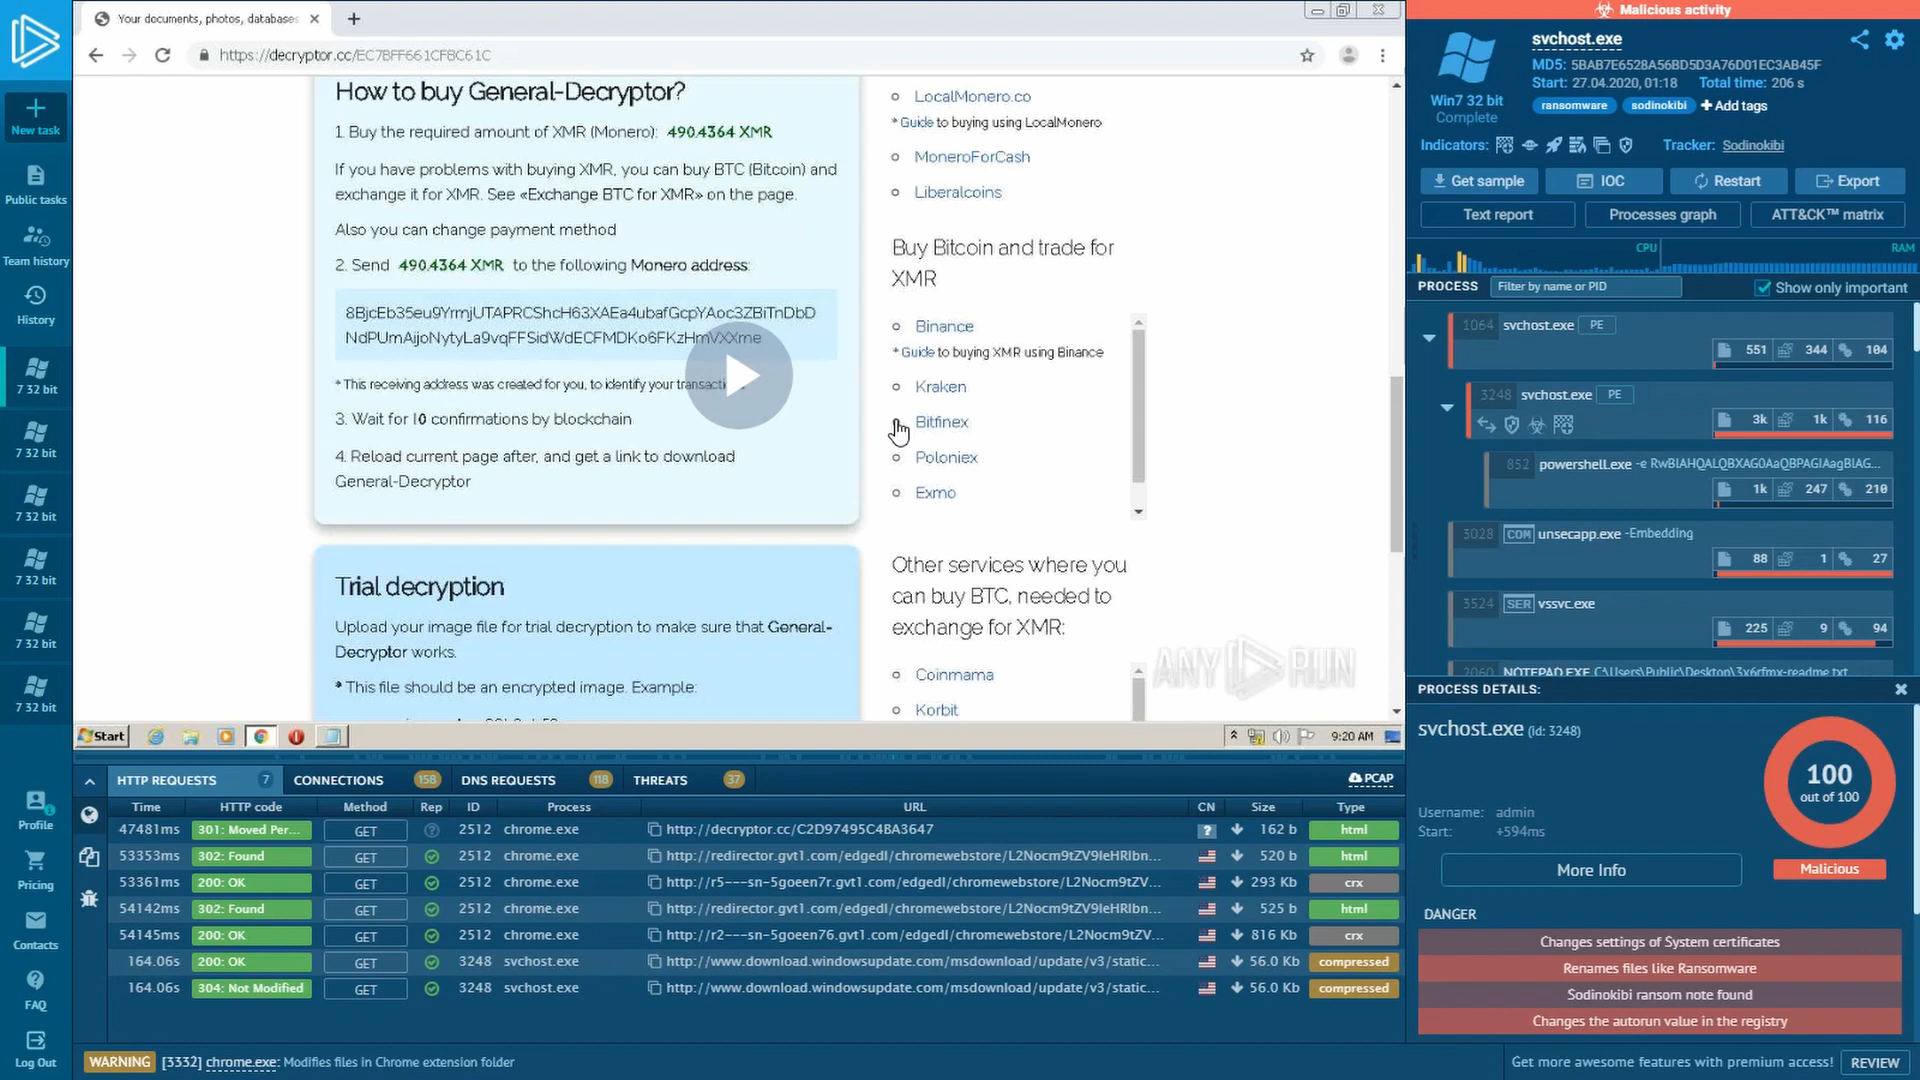 Your documents, photos, databases
https://decryptor.cc/EC7BFF661CFBC61C
How to buy General-Decryptor?
1. Buy the required amount of XMR (Monero): 490.4364 XMR
If you have problems with buying XMR, you can buy BTC (Bitcoin) and
exchange it for XMR. See «Exchange BTC for XMR» on the page.
Also you can change payment method
2. Send 490.4364 XMR to the following Monero address:
* This receiving address was created for you, to identify your
3. Wait for 10 confirmations by blockchain
4. Reload current page after, and get a link to download
General-Decryptor
Trial decryption
Upload your image file for trial decryption to make sure that General-
Decryptor works.
* This file should be an encrypted image. Example:
LocalMonero.co
* Guide to buying using LocalMonero
MoneroForCash
Liberalcoins
Buy Bitcoin and trade for
XMR
Binance
* Guide to buying XMR using Binance
Kraken
Bitfinex
Poloniex
Exmo
Other services where you
can buy BTC, needed to
exchange for XMR:
Coinmama
Korbit
ANY RUN
Start
9:20 AM
New task
Public tasks
Team history
History
7 32 bit
7 32 bit
7 32 bit
7 32 bit
7 32 bit
7 32 bit
Profile
Pricing
Contacts
FAQ
Log Out
HTTP REQUESTS 7 CONNECTIONS 158 DNS REQUESTS 118 THREATS 37 PCAP
Time HTTP code Method Rep ID Process URL CN Size Type
47481ms 301: Moved Per... GET 2512 chrome.exe http://decryptor.cc/C2D97495C4BA3647 ? 162 b html
53353ms 302: Found GET 2512 chrome.exe http://redirector.gvt1.com/edgedl/chromewebstore/L2Nocm9tZV9leHRlbn... 520 b html
53361ms 200: OK GET 2512 chrome.exe http://r5---sn-5goeen7r.gvt1.com/edgedl/chromewebstore/L2Nocm9tZV... 293 Kb crx
54142ms 302: Found GET 2512 chrome.exe http://redirector.gvt1.com/edgedl/chromewebstore/L2Nocm9tZV9leHRlbn... 525 b html
54145ms 200: OK GET 2512 chrome.exe http://r2---sn-5goeen76.gvt1.com/edgedl/chromewebstore/L2Nocm9tZV... 816 Kb crx
164.06s 200: OK GET 3248 svchost.exe http://www.download.windowsupdate.com/msdownload/update/v3/static... 56.0 Kb compressed
164.06s 304: Not Modified GET 3248 svchost.exe http://www.download.windowsupdate.com/msdownload/update/v3/static... 56.0 Kb compressed
WARNING [3332] chrome.exe: Modifies files in Chrome extension folder
Get more awesome features with premium access! REVIEW
Malicious activity
svchost.exe
MD5: 5BAB7E6528A56BD5D3A76D01EC3AB45F
Start: 27.04.2020, 01:18 Total time: 206 s
Win7 32 bit
Complete
ransomware sodinokibi Add tags
Indicators: Tracker: Sodinokibi
Get sample IOC Restart Export
Text report Processes graph ATT&CK™ matrix
CPU RAM
PROCESS Filter by name or PID Show only important
1064 svchost.exe PE
551 344 104
3248 svchost.exe PE
3k 1k 116
852 powershell.exe -e
1k 247 210
3028 COM unsecapp.exe -Embedding
88 1 27
3524 SER vssvc.exe
225 9 94
2060 NOTEPAD.EXE C:\Users\Public\Desktop\3x6rfmx-readme.txt
PROCESS DETAILS:
svchost.exe (id: 3248)
100
out of 100
Username: admin
Start: +594ms
More Info
Malicious
DANGER
Changes settings of System certificates
Renames files like Ransomware
Sodinokibi ransom note found
Changes the autorun value in the registry